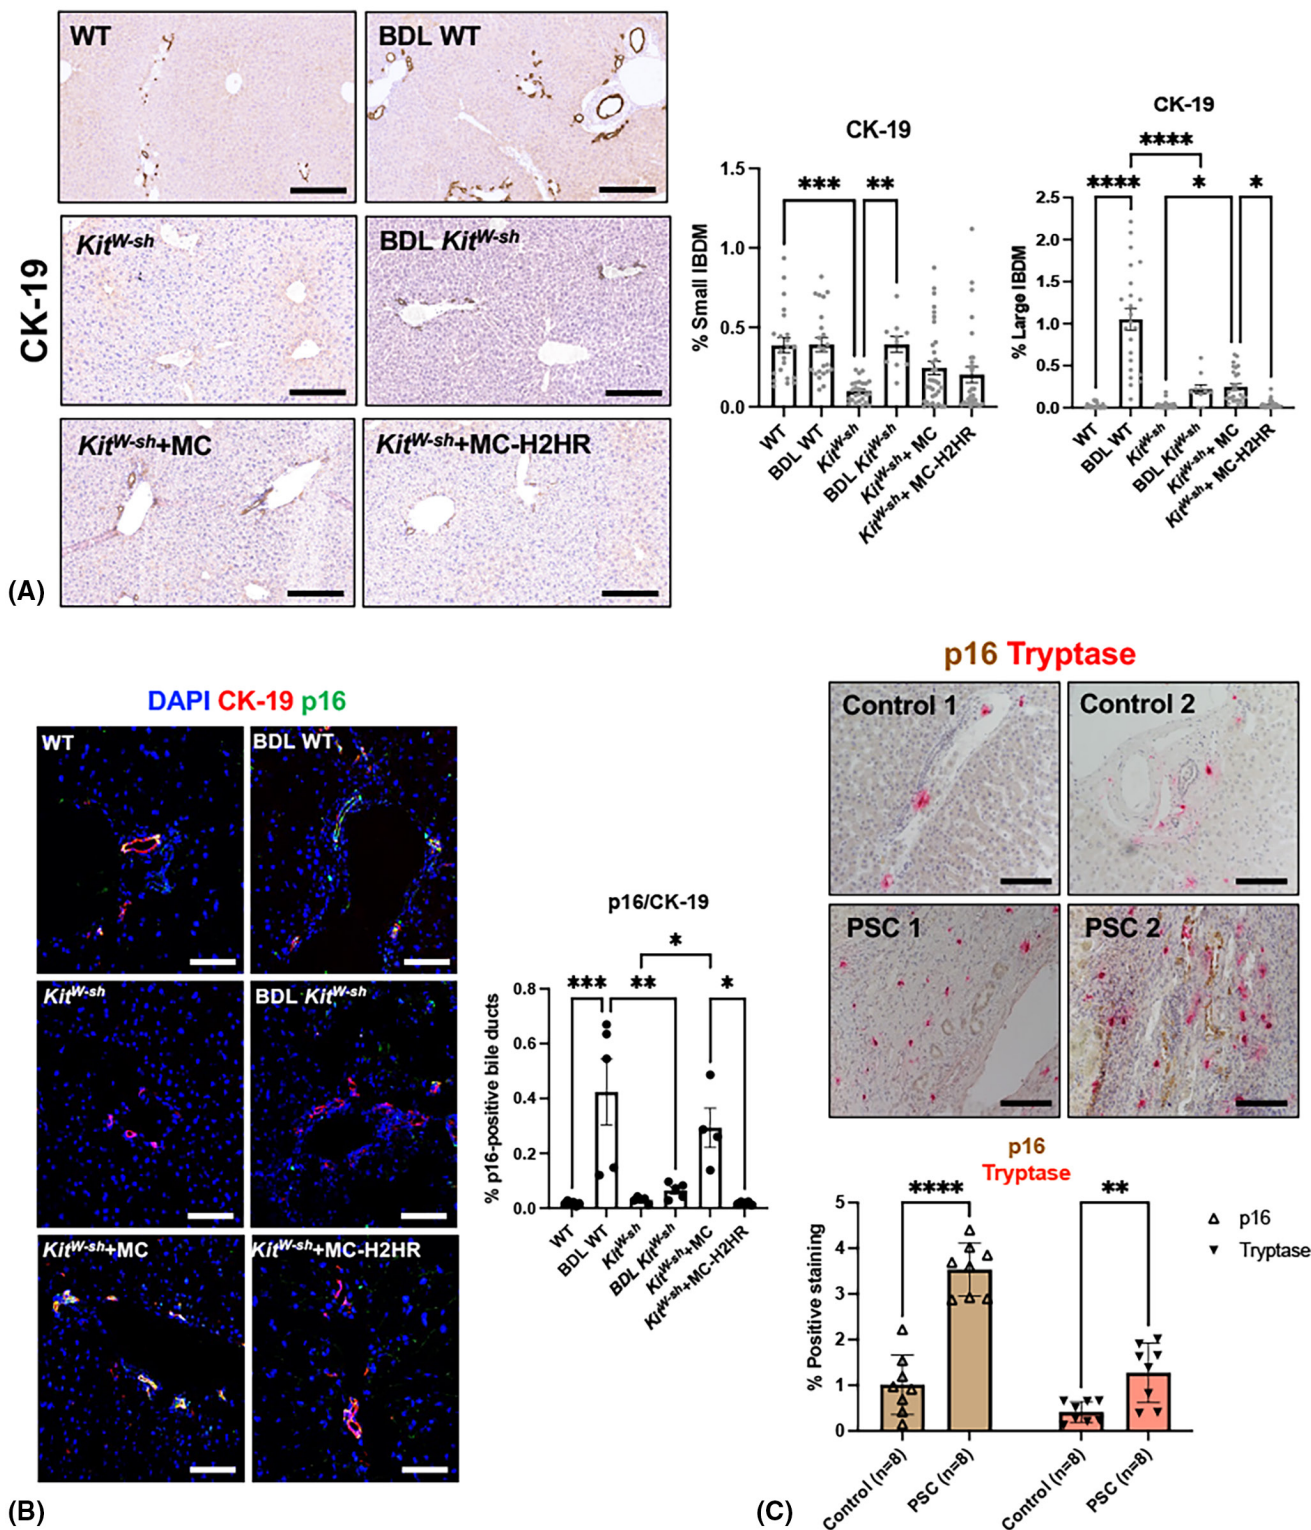 CK-19
WT
BDL WT
KitW-sh
BDL KitW-sh
KitW-sh+MC
KitW-sh+MC-H2HR
(A)
CK-19
% Small IBDM
1.5
1.0
0.5
0.0
*** **
WT
BDL WT
KitW-sh
BDL KitW-sh
KitW-sh+ MC
KitW-sh+ MC-H2HR
CK-19
% Large IBDM
2.5
2.0
1.5
1.0
0.5
0.0
****
**** * *
WT
BDL WT
KitW-sh
BDL KitW-sh
KitW-sh+ MC
KitW-sh+ MC-H2HR
DAPI CK-19 p16
WT
BDL WT
KitW-sh
BDL KitW-sh
KitW-sh+MC
KitW-sh+MC-H2HR
(B)
p16/CK-19
% p16-positive bile ducts
0.8
0.6
0.4
0.2
0.0
*
*** ** *
WT
BDL WT
KitW-sh
BDL KitW-sh
KitW-sh+MC
KitW-sh+MC-H2HR
p16 Tryptase
Control 1
Control 2
PSC 1
PSC 2
p16
Tryptase
% Positive staining
5
4
3
2
1
0
**** **
Control (n=8)
PSC (n=8)
Control (n=8)
PSC (n=8)
p16
Tryptase
(C)